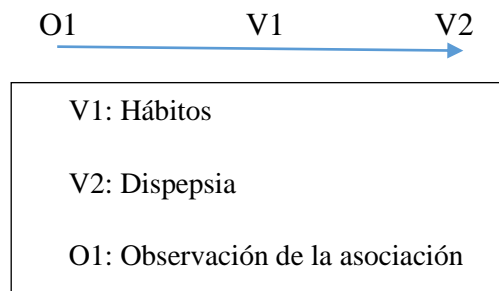 O1 V1 V2
V1: Hábitos
V2: Dispepsia
O1: Observación de la asociación